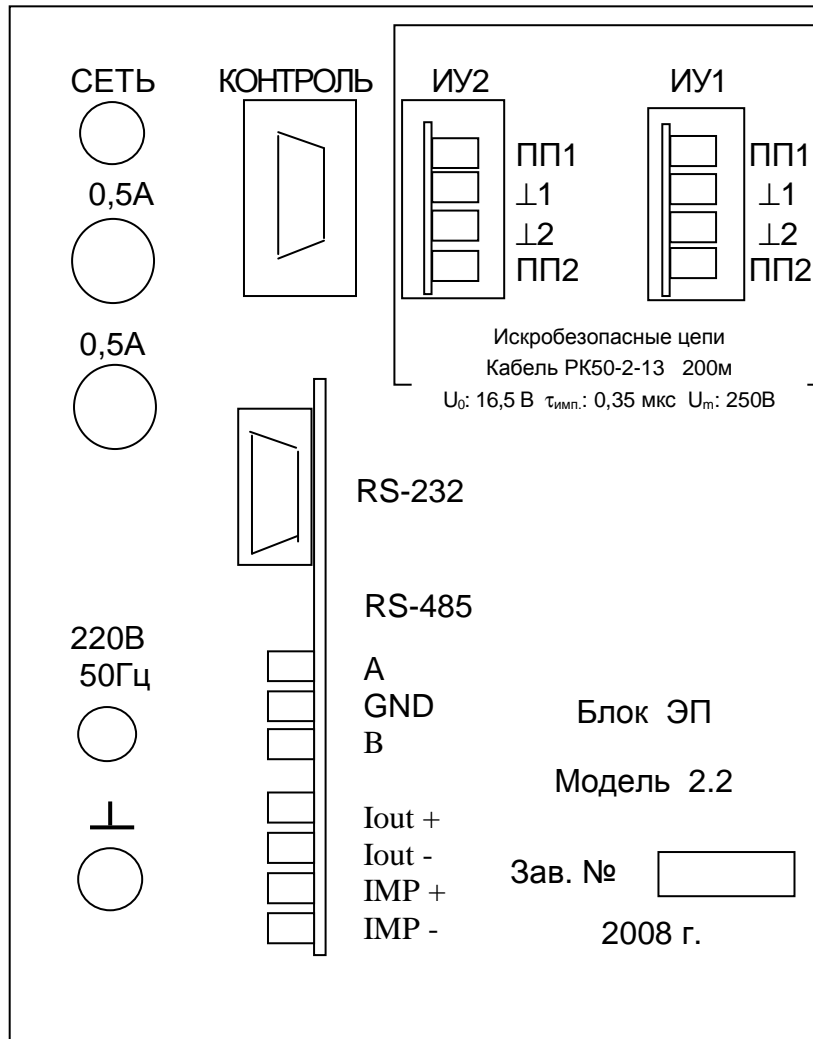 СЕТЬ
КОНТРОЛЬ
ИУ2
ИУ1
0,5А
0,5А
ПП1
⊥1
⊥2
ПП2
ПП1
⊥1
⊥2
ПП2
Искробезопасные цепи
Кабель РК50-2-13 200м
U₀: 16,5 В τимп.: 0,35 мкс Um: 250В
RS-232
RS-485
220В
50Гц
A
GND
B
Iout +
Iout -
IMP +
IMP -
Блок ЭП
Модель 2.2
Зав. №
2008 г.